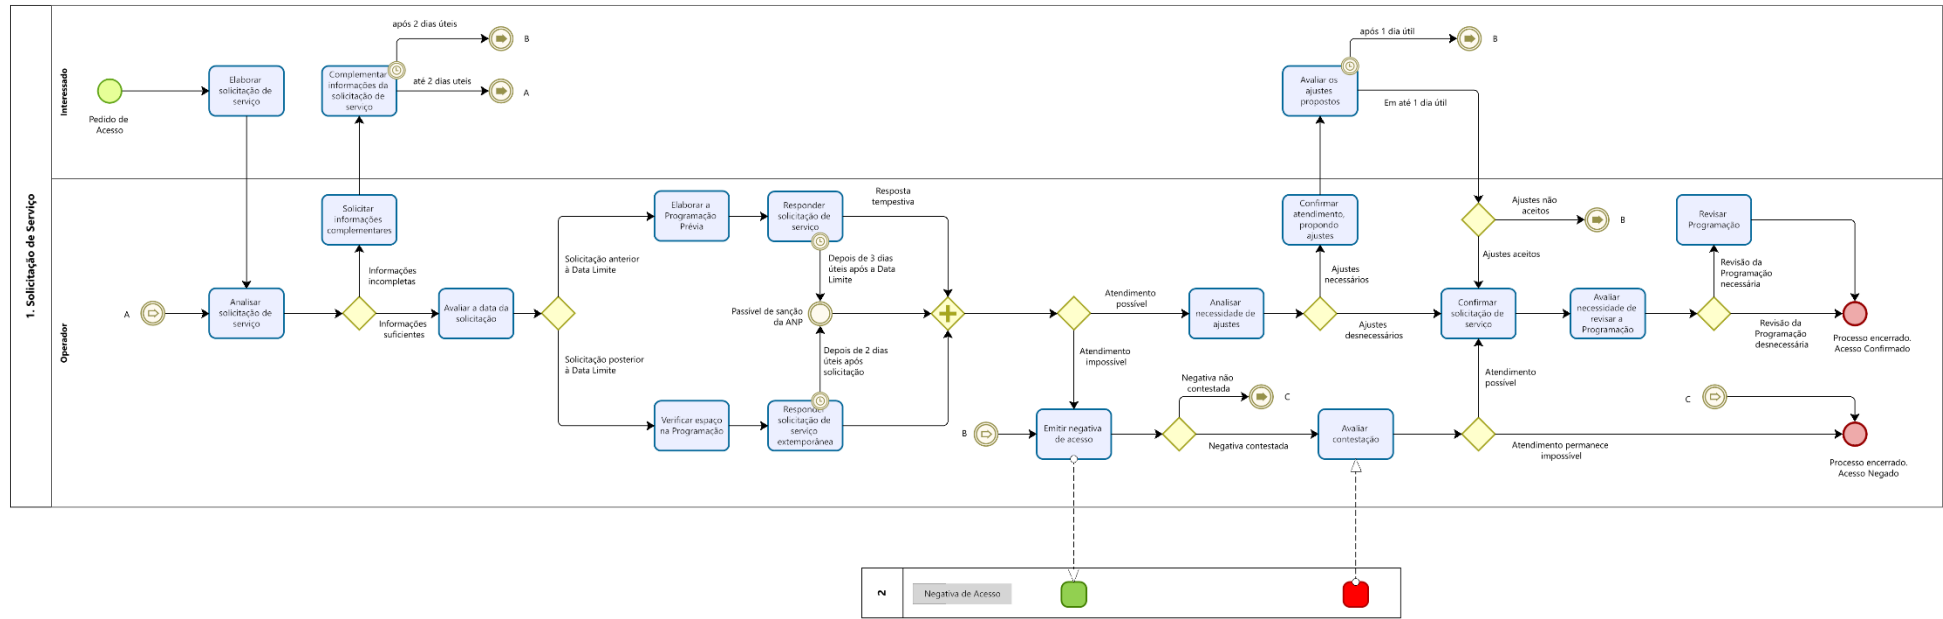 1. Solicitação de Serviço
Interessado
Pedido de
Acesso
Elaborar
solicitação de
serviço
Complementar
informações da
solicitação de
serviço
após 2 dias úteis
B
até 2 dias uteis
A
Avaliar os
ajustes
propostos
após 1 dia útil
B
Em até 1 dia útil
Operador
A
Analisar
solicitação de
serviço
Solicitar
informações
complementares
Informações
incompletas
Informações
suficientes
Avaliar a data da
solicitação
Solicitação anterior
à Data Limite
Solicitação posterior
à Data Limite
Elaborar a
Programação
Prévia
Responder
solicitação de
serviço
Resposta
tempestiva
Depois de 3 dias
úteis após a Data
Limite
Passível de sanção
da ANP
Depois de 2 dias
úteis após
solicitação
Verificar espaço
na Programação
Responder
solicitação de
serviço
extemporânea
Atendimento
possível
Atendimento
impossível
Analisar
necessidade de
ajustes
Confirmar
atendimento,
propondo
ajustes
Ajustes
necessários
Ajustes
desnecessários
Ajustes não
aceitos
B
Ajustes aceitos
Confirmar
solicitação de
serviço
Avaliar
necessidade de
revisar a
Programação
Revisar
Programação
Revisão da
Programação
necessária
Revisão da
Programação
desnecessária
Processo encerrado.
Acesso Confirmado
B
Emitir negativa
de acesso
Negativa não
contestada
C
Negativa contestada
Avaliar
contestação
Atendimento
possível
Atendimento permanece
impossível
C
Processo encerrado.
Acesso Negado
2
Negativa de Acesso